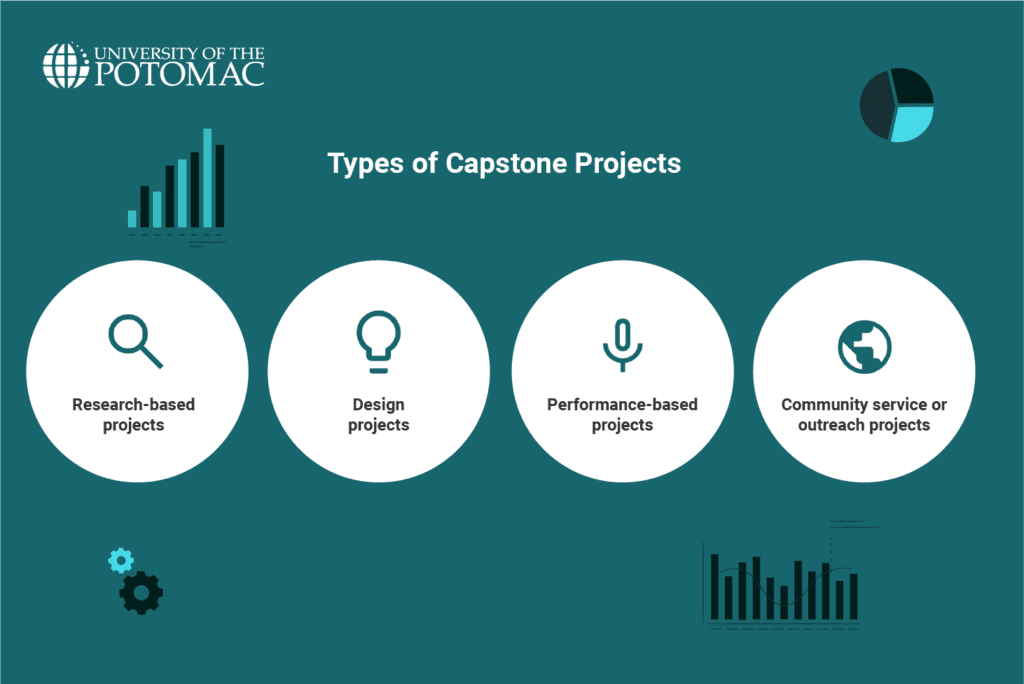 UNIVERSITY OF THE
POTOMAC
Types of Capstone Projects
Research-based
projects
Design
projects
Performance-based
projects
Community service or
outreach projects